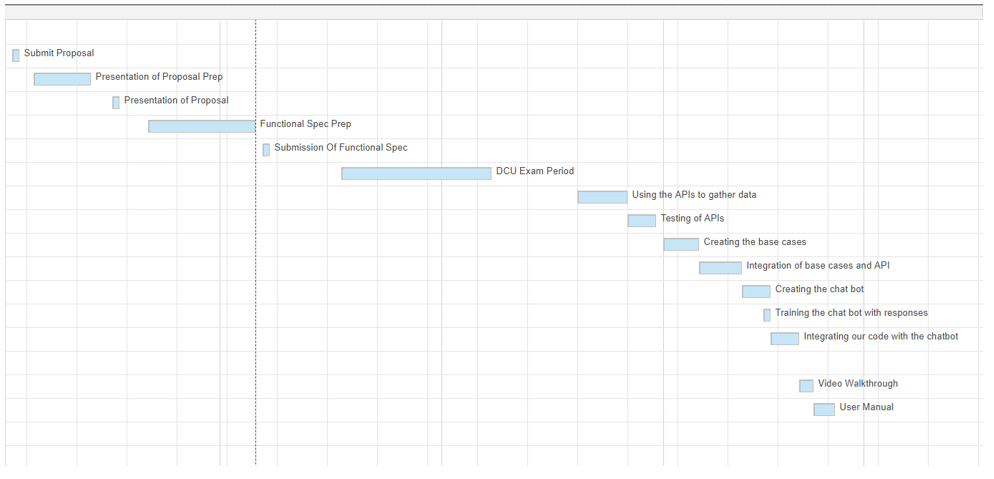 Submit Proposal
Presentation of Proposal Prep
Presentation of Proposal
Functional Spec Prep
Submission Of Functional Spec
DCU Exam Period
Using the APIs to gather data
Testing of APIs
Creating the base cases
Integration of base cases and API
Creating the chat bot
Training the chat bot with responses
Integrating our code with the chatbot
Video Walkthrough
User Manual